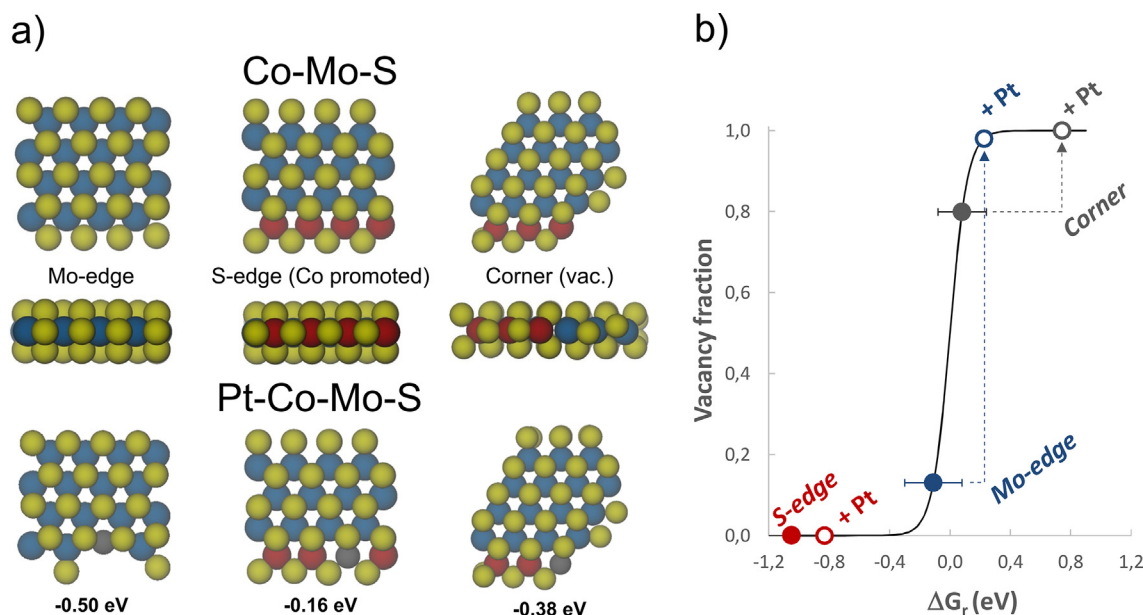 a)
Co-Mo-S
Mo-edge
S-edge (Co promoted)
Corner (vac.)
Pt-Co-Mo-S
-0.50 eV
-0.16 eV
-0.38 eV
b)
+ Pt
+ Pt
Corner
Mo-edge
S-edge
+ Pt
Vacancy fraction
1,0
0,8
0,6
0,4
0,2
0,0
-1,2
-0,8
-0,4
0,0
0,4
0,8
1,2
ΔGr (eV)